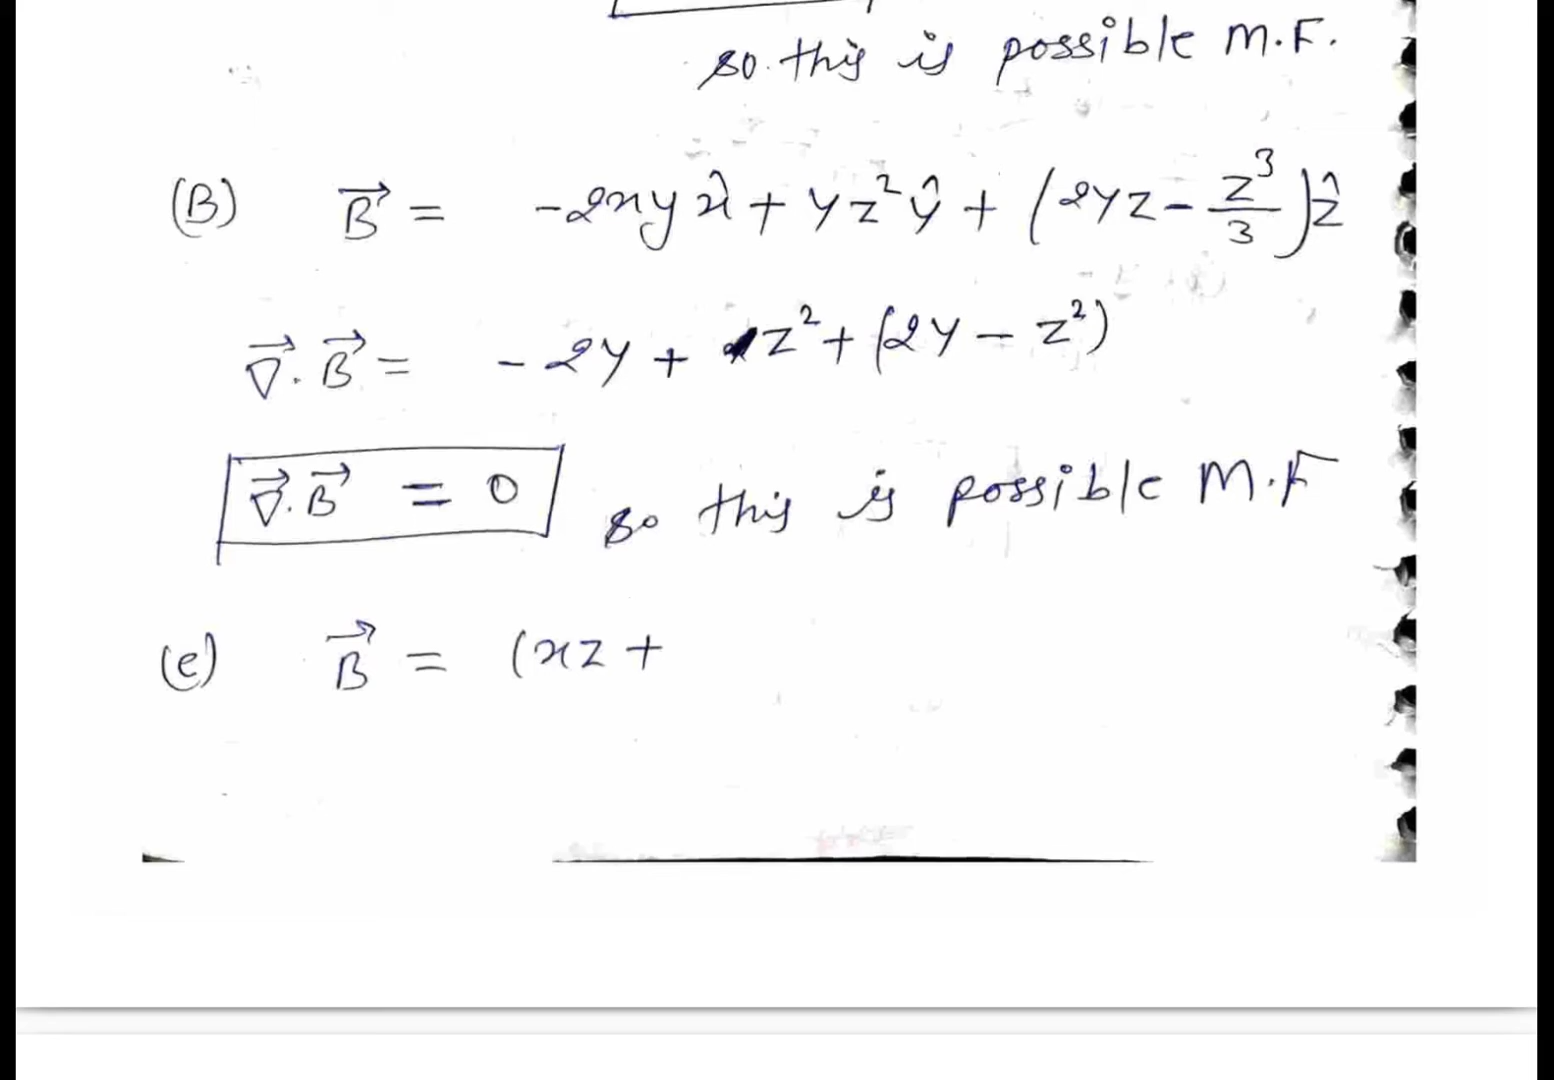 so this is possible M.F.
(B) B⃗ = -2xy x̂ + yz² ŷ + (2yz - z³/3) ẑ
∇⃗.B⃗ = -2y + z² + (2y - z²)
∇⃗.B⃗ = 0 so this is possible M.F
(c) B⃗ = (xz +